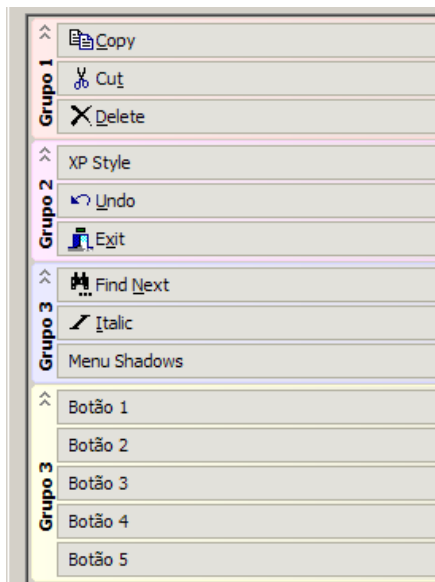 Grupo 1
Copy
Cut
Delete
Grupo 2
XP Style
Undo
Exit
Grupo 3
Find Next
Italic
Menu Shadows
Grupo 3
Botão 1
Botão 2
Botão 3
Botão 4
Botão 5